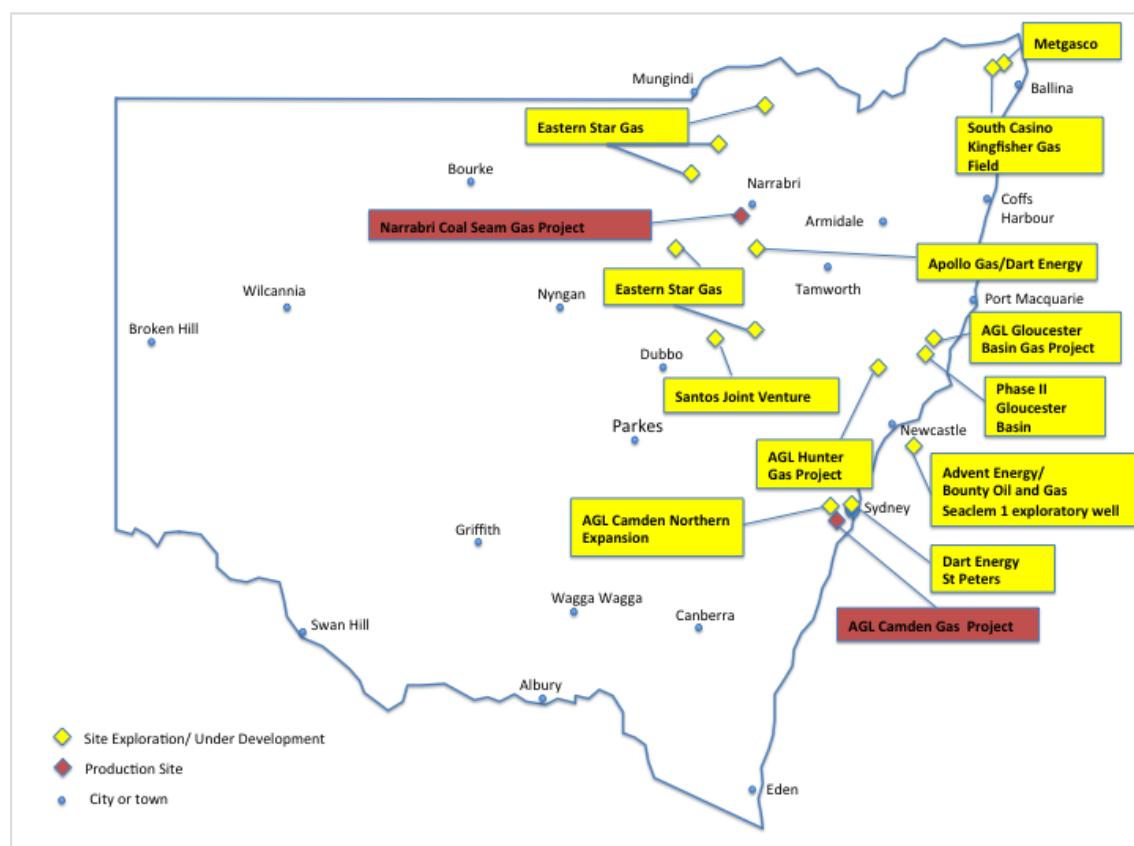 Metgasco
Mungindi
Ballina
Eastern Star Gas
South Casino
Kingfisher Gas
Field
Bourke
Narrabri
Coffs
Harbour
Narrabri Coal Seam Gas Project
Armidale
Apollo Gas/Dart Energy
Eastern Star Gas
Tamworth
Wilcannia
Nyngan
Port Macquarie
Broken Hill
AGL Gloucester
Basin Gas Project
Dubbo
Santos Joint Venture
Phase II
Gloucester
Basin
Parkes
Newcastle
AGL Hunter
Gas Project
Advent Energy/
Bounty Oil and Gas
Seaclem 1 exploratory well
Sydney
AGL Camden Northern
Expansion
Griffith
Dart Energy
St Peters
Wagga Wagga
Canberra
AGL Camden Gas  Project
Swan Hill
Albury
Site Exploration/ Under Development
Production Site
City or town
Eden